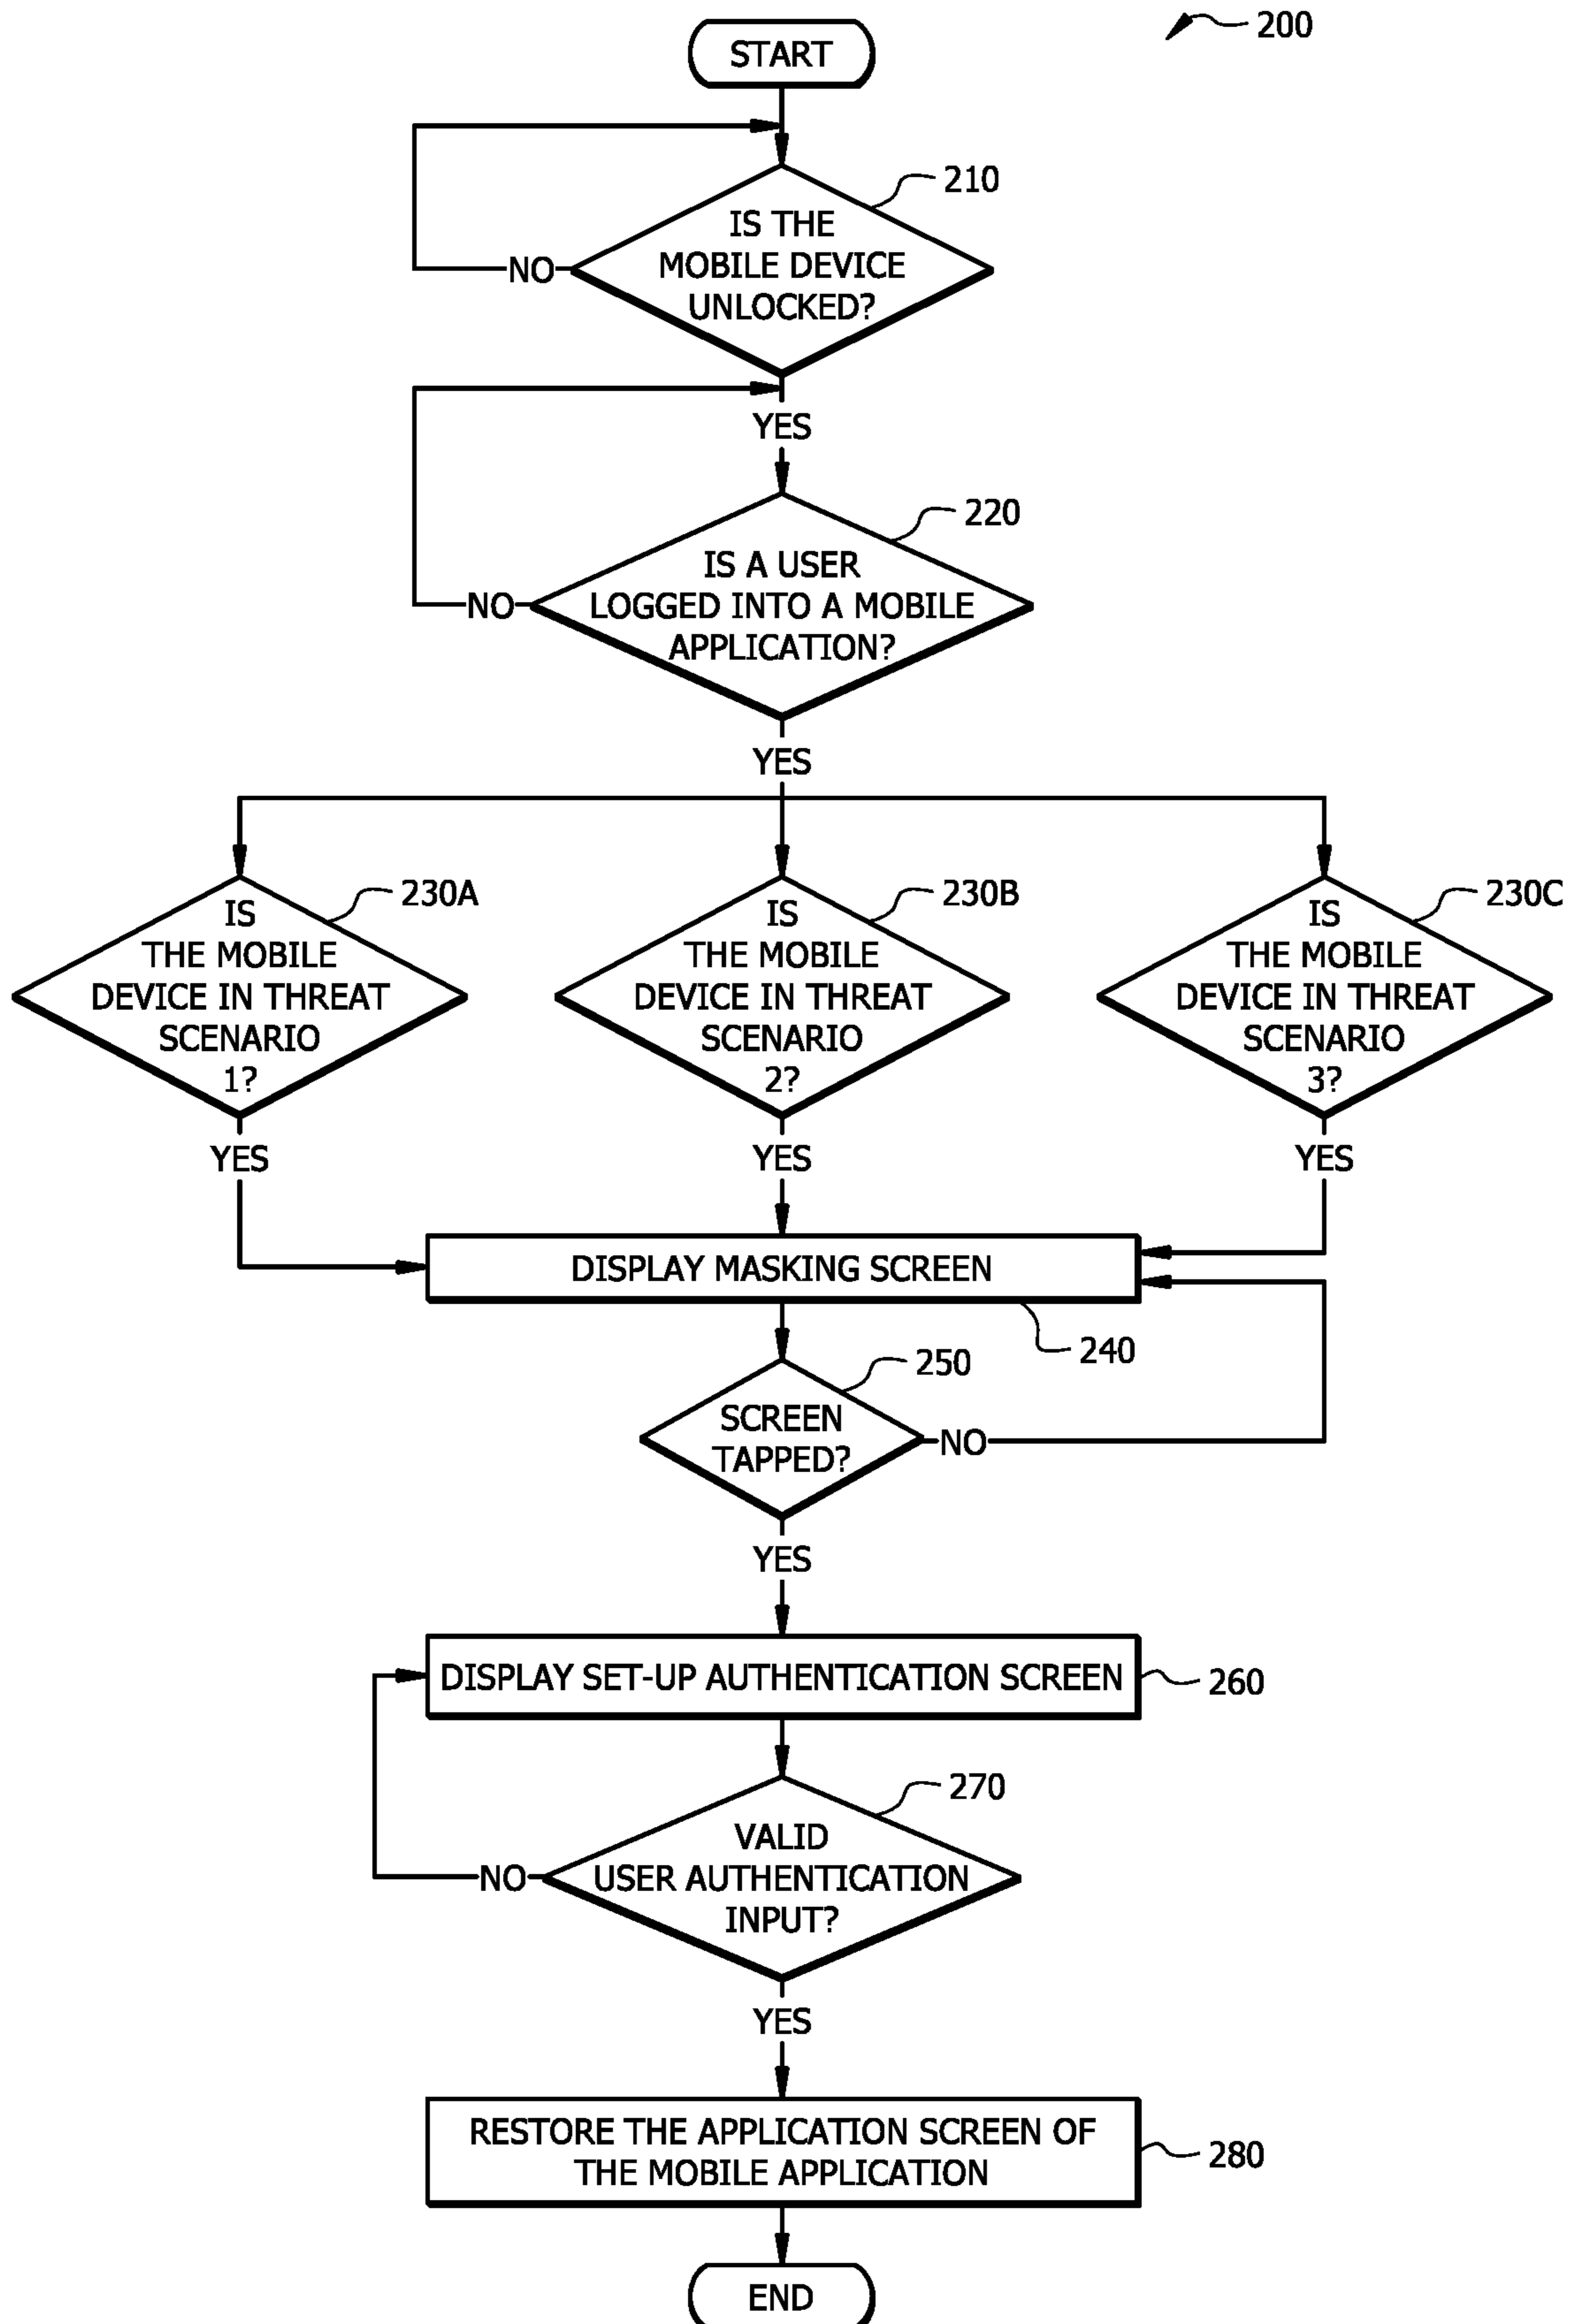 200
START
210
IS THE
MOBILE DEVICE
UNLOCKED?
NO
YES
220
IS A USER
LOGGED INTO A MOBILE
APPLICATION?
NO
YES
230A
IS
THE MOBILE
DEVICE IN THREAT
SCENARIO
1?
YES
230B
IS
THE MOBILE
DEVICE IN THREAT
SCENARIO
2?
YES
230C
IS
THE MOBILE
DEVICE IN THREAT
SCENARIO
3?
YES
DISPLAY MASKING SCREEN
240
250
SCREEN
TAPPED?
NO
YES
DISPLAY SET-UP AUTHENTICATION SCREEN
260
270
VALID
USER AUTHENTICATION
INPUT?
NO
YES
RESTORE THE APPLICATION SCREEN OF
THE MOBILE APPLICATION
280
END